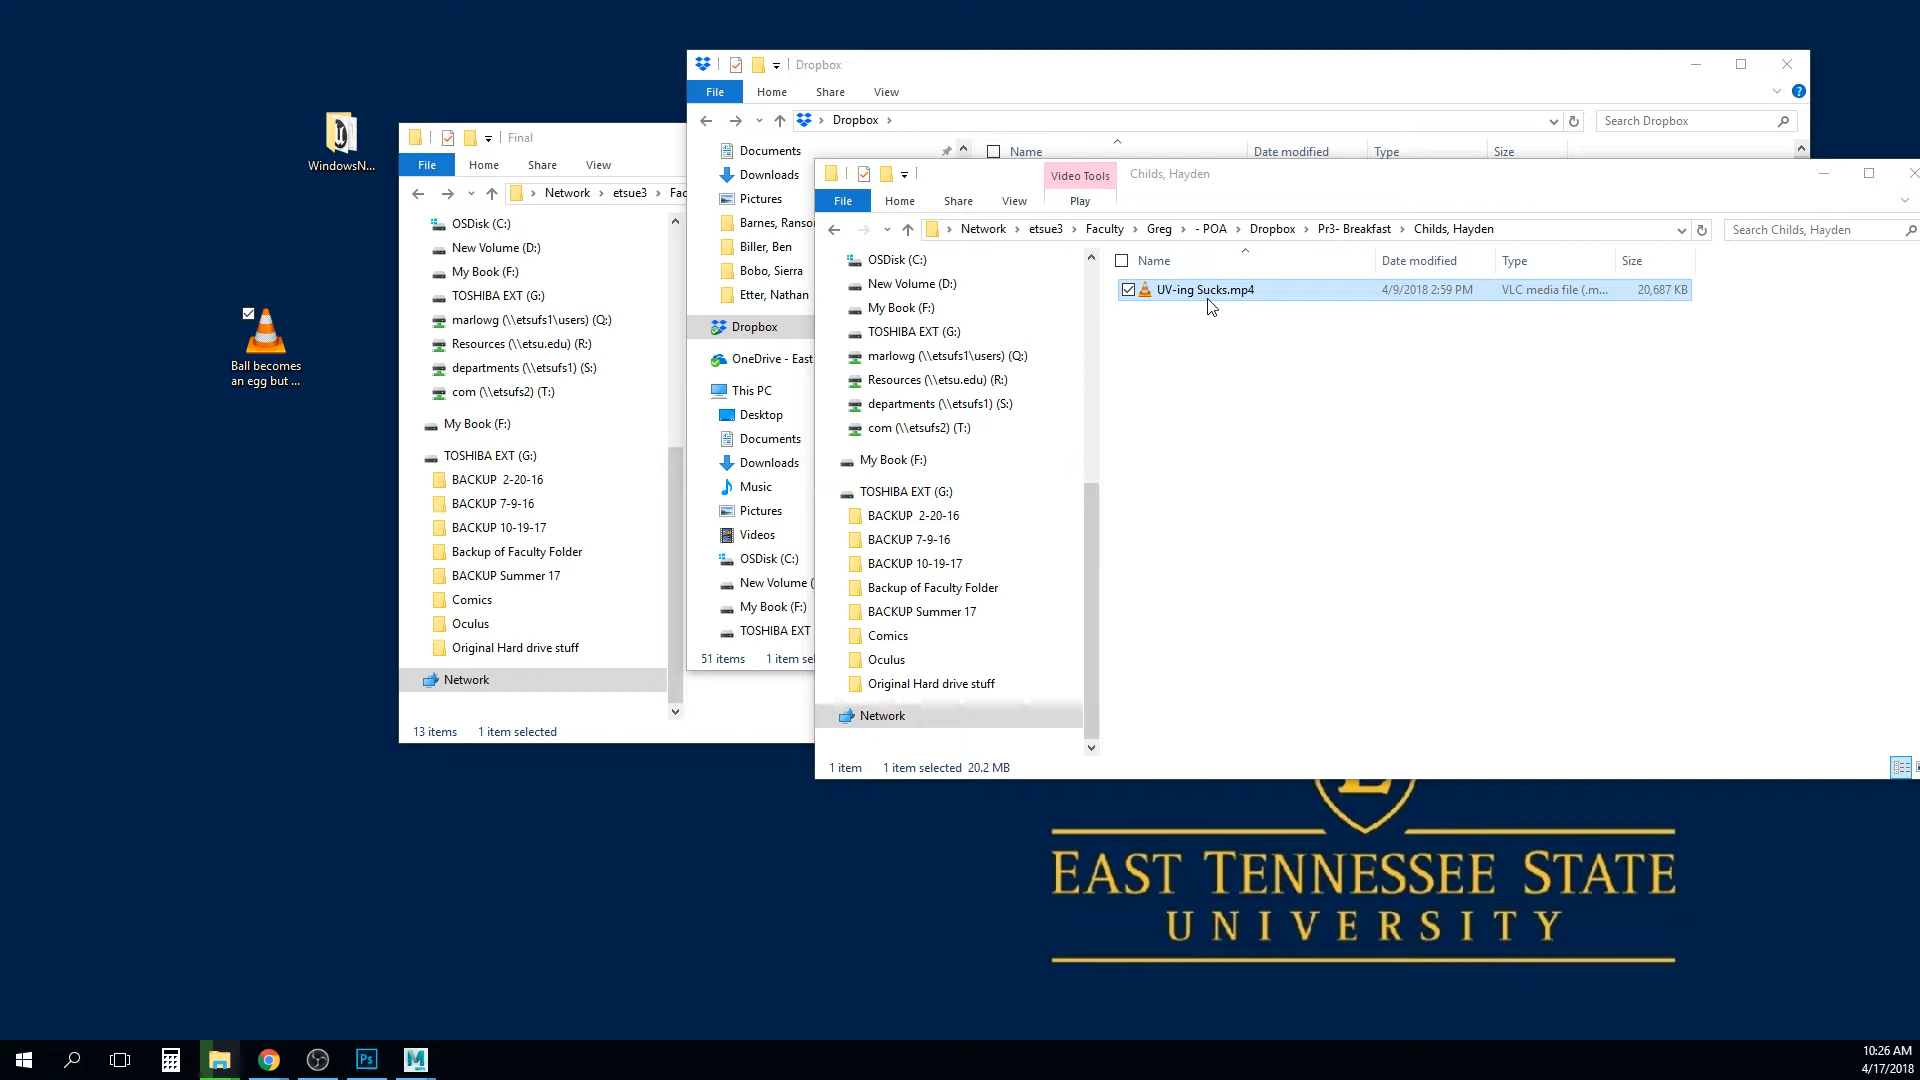 WindowsN...
Ball becomes
an egg but ...
Final
File
Home
Share
View
Network
etsue3
Fac
OSDisk (C:)
New Volume (D:)
My Book (F:)
TOSHIBA EXT (G:)
marlowg (\\etsufs1\users) (Q:)
Resources (\\etsu.edu) (R:)
departments (\\etsufs1) (S:)
com (\\etsufs2) (T:)
My Book (F:)
TOSHIBA EXT (G:)
BACKUP  2-20-16
BACKUP 7-9-16
BACKUP 10-19-17
Backup of Faculty Folder
BACKUP Summer 17
Comics
Oculus
Original Hard drive stuff
Network
13 items
1 item selected
Dropbox
File
Home
Share
View
Dropbox
Search Dropbox
Name
Date modified
Type
Size
Documents
Downloads
Pictures
Barnes, Ranso
Biller, Ben
Bobo, Sierra
Etter, Nathan
Dropbox
OneDrive - East
This PC
Desktop
Documents
Downloads
Music
Pictures
Videos
OSDisk (C:)
New Volume (
My Book (F:)
TOSHIBA EXT
51 items
1 item sel
Video Tools
Childs, Hayden
File
Home
Share
View
Play
Network
etsue3
Faculty
Greg
- POA
Dropbox
Pr3- Breakfast
Childs, Hayden
Search Childs, Hayden
Name
Date modified
Type
Size
UV-ing Sucks.mp4
4/9/2018 2:59 PM
VLC media file (.m...
20,687 KB
OSDisk (C:)
New Volume (D:)
My Book (F:)
TOSHIBA EXT (G:)
marlowg (\\etsufs1\users) (Q:)
Resources (\\etsu.edu) (R:)
departments (\\etsufs1) (S:)
com (\\etsufs2) (T:)
My Book (F:)
TOSHIBA EXT (G:)
BACKUP  2-20-16
BACKUP 7-9-16
BACKUP 10-19-17
Backup of Faculty Folder
BACKUP Summer 17
Comics
Oculus
Original Hard drive stuff
Network
1 item
1 item selected  20.2 MB
EAST TENNESSEE STATE
UNIVERSITY
Ps
M
10:26 AM
4/17/2018